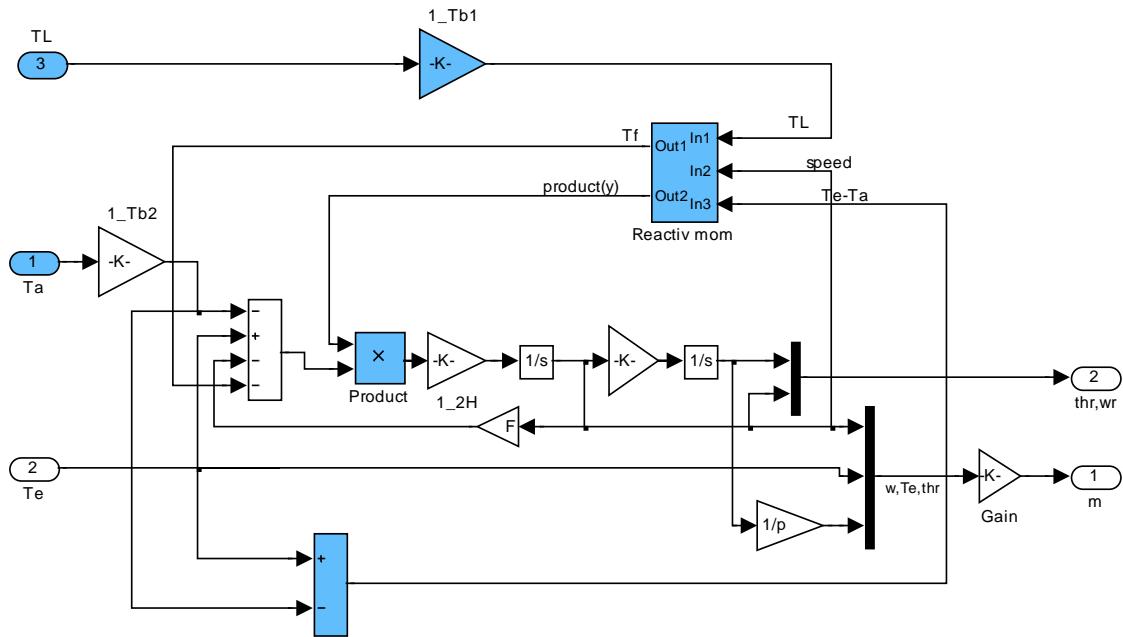 1_Tb1
TL
3
-K-
TL
Tf
Out1
In1
In2
speed
product(y)
Out2
In3
Te-Ta
Reactiv mom
1_Tb2
1
-K-
Ta
−
+
−
−
×
Product
-K-
1_2H
1/s
-K-
1/s
2
thr,wr
F
2
Te
w,Te,thr
-K-
Gain
1
m
1/p
+
−